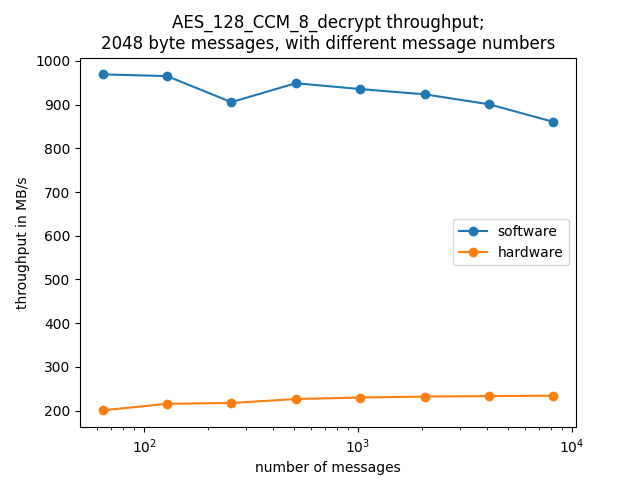 AES_128_CCM_8_decrypt throughput;
2048 byte messages, with different message numbers
throughput in MB/s
1000
900
800
700
600
500
400
300
200
software
hardware
10²
10³
10⁴
number of messages